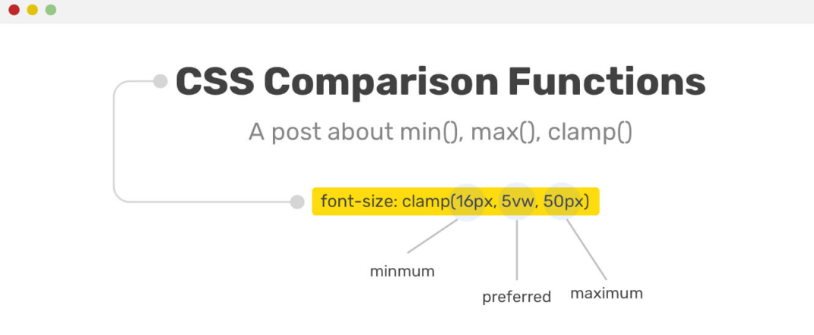 CSS Comparison Functions
A post about min(), max(), clamp()
font-size: clamp(16px, 5vw, 50px)
minmum
preferred
maximum